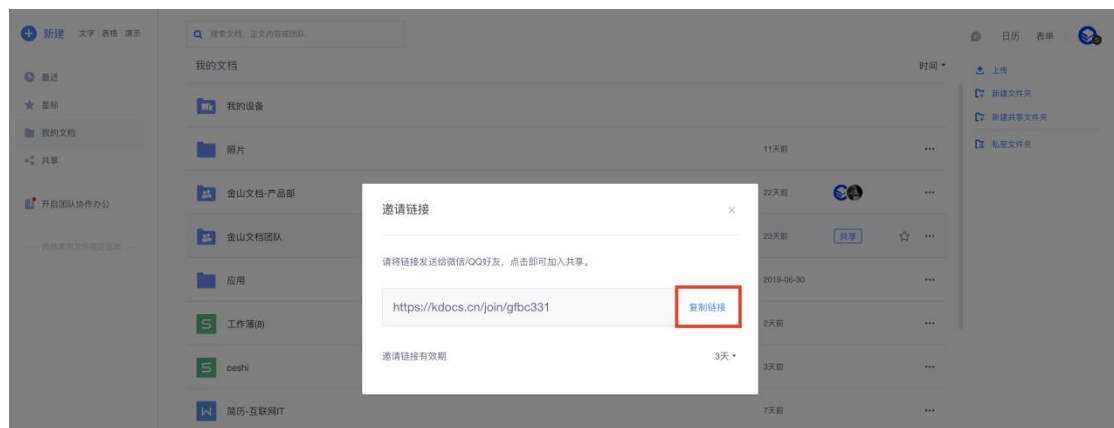 新建 文字 表格 演示
搜索文档、正文内容或团队
日历 表单
最近
星标
我的文档
共享
开启团队协作办公
我的文档
时间
我的设备
照片
11天前
金山文档-产品部
22天前
金山文档团队
23天前
共享
应用
2019-06-30
工作簿(8)
2天前
ceshi
3天前
简历-互联网IT
7天前
邀请链接
请将链接发送给微信/QQ好友，点击即可加入共享。
https://kdocs.cn/join/gfbc331
复制链接
邀请链接有效期
3天
上传
新建文件夹
新建共享文件夹
私密文件夹